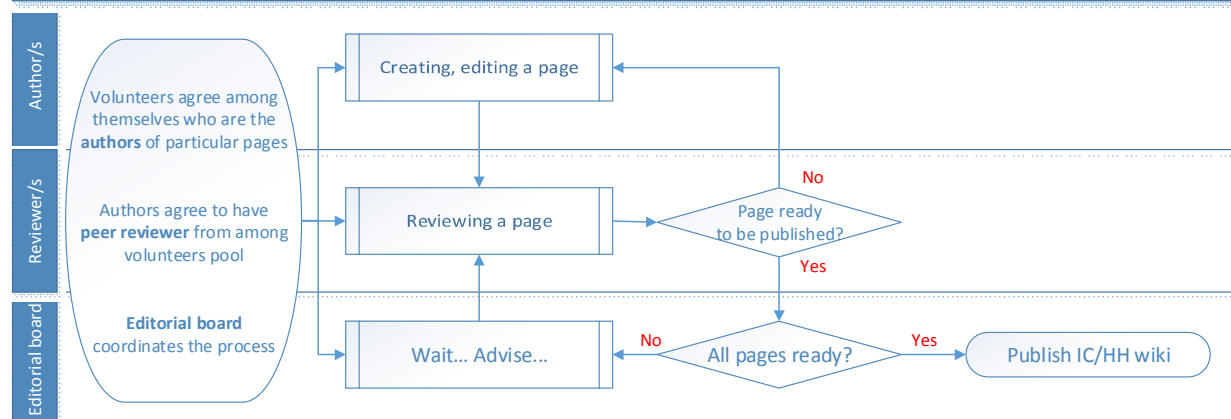 Author/s
Volunteers agree among
themselves who are the
authors of particular pages
Creating, editing a page
No
Reviewer/s
Authors agree to have
peer reviewer from among
volunteers pool
Reviewing a page
Page ready
to be published?
Yes
Editorial board
Editorial board
coordinates the process
Wait... Advise...
No
All pages ready?
Yes
Publish IC/HH wiki